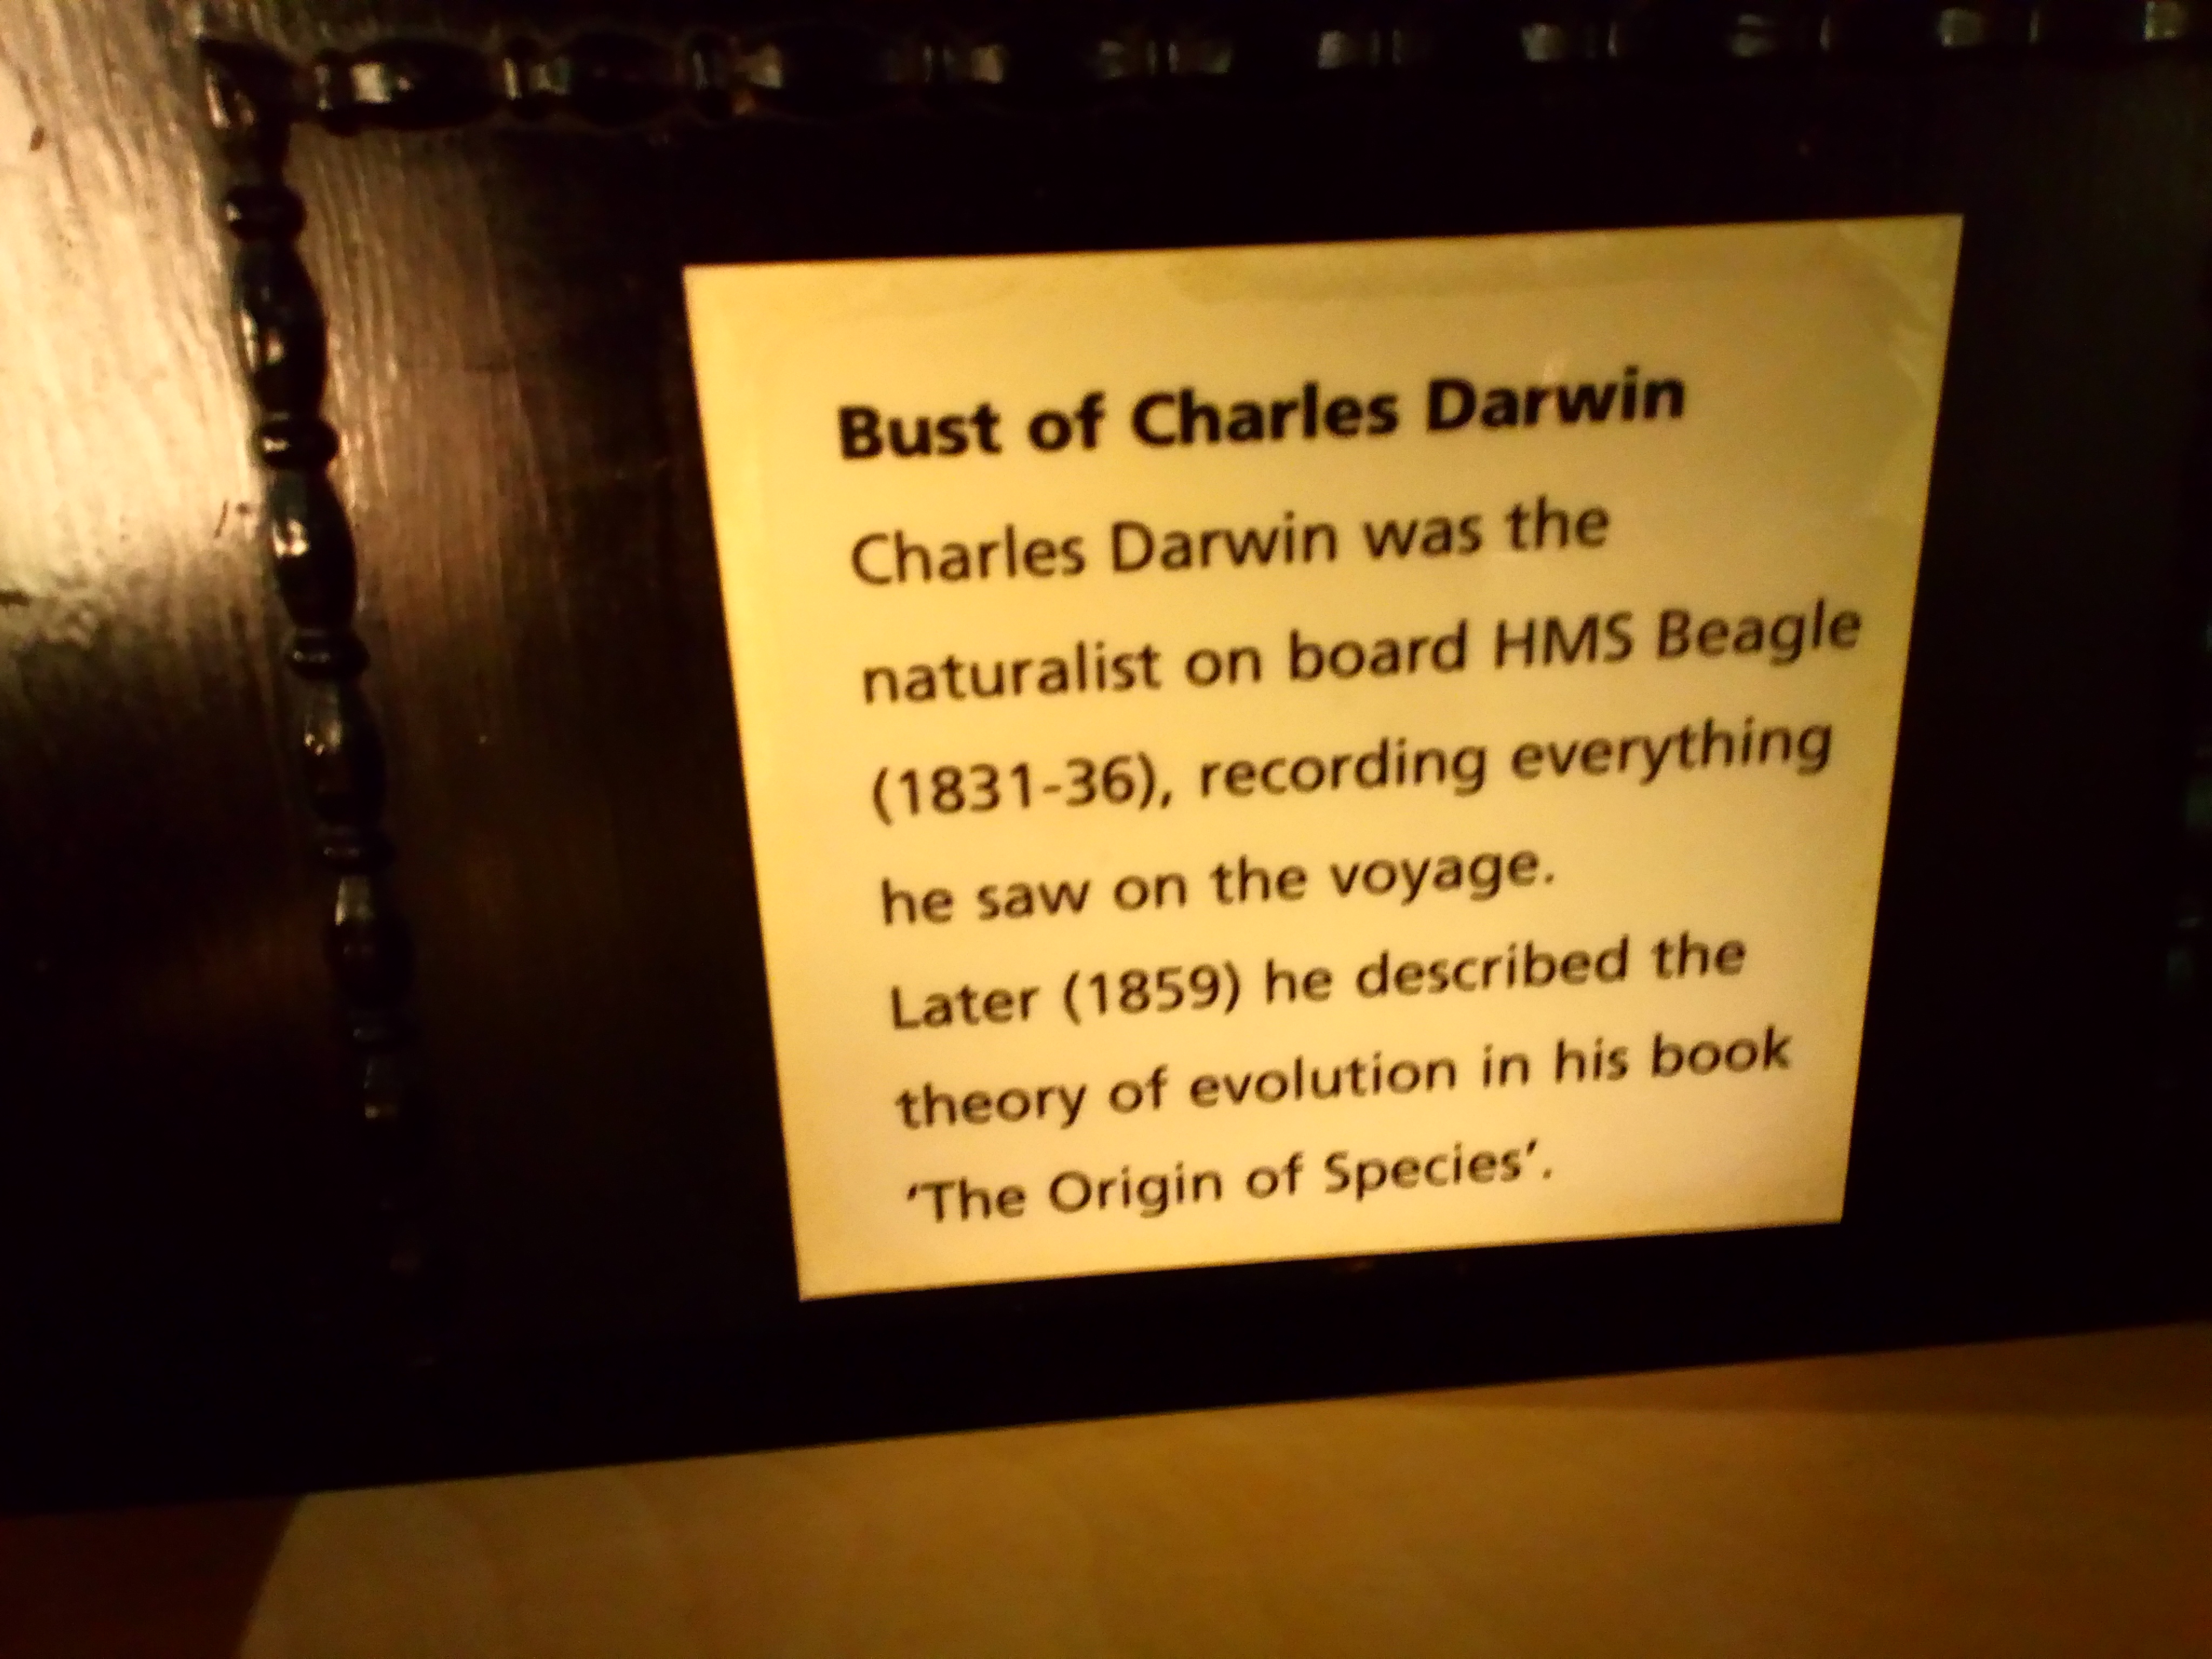 Bust of Charles Darwin
Charles Darwin was the
naturalist on board HMS Beagle
(1831-36), recording everything
he saw on the voyage.
Later (1859) he described the
theory of evolution in his book
‘The Origin of Species’.